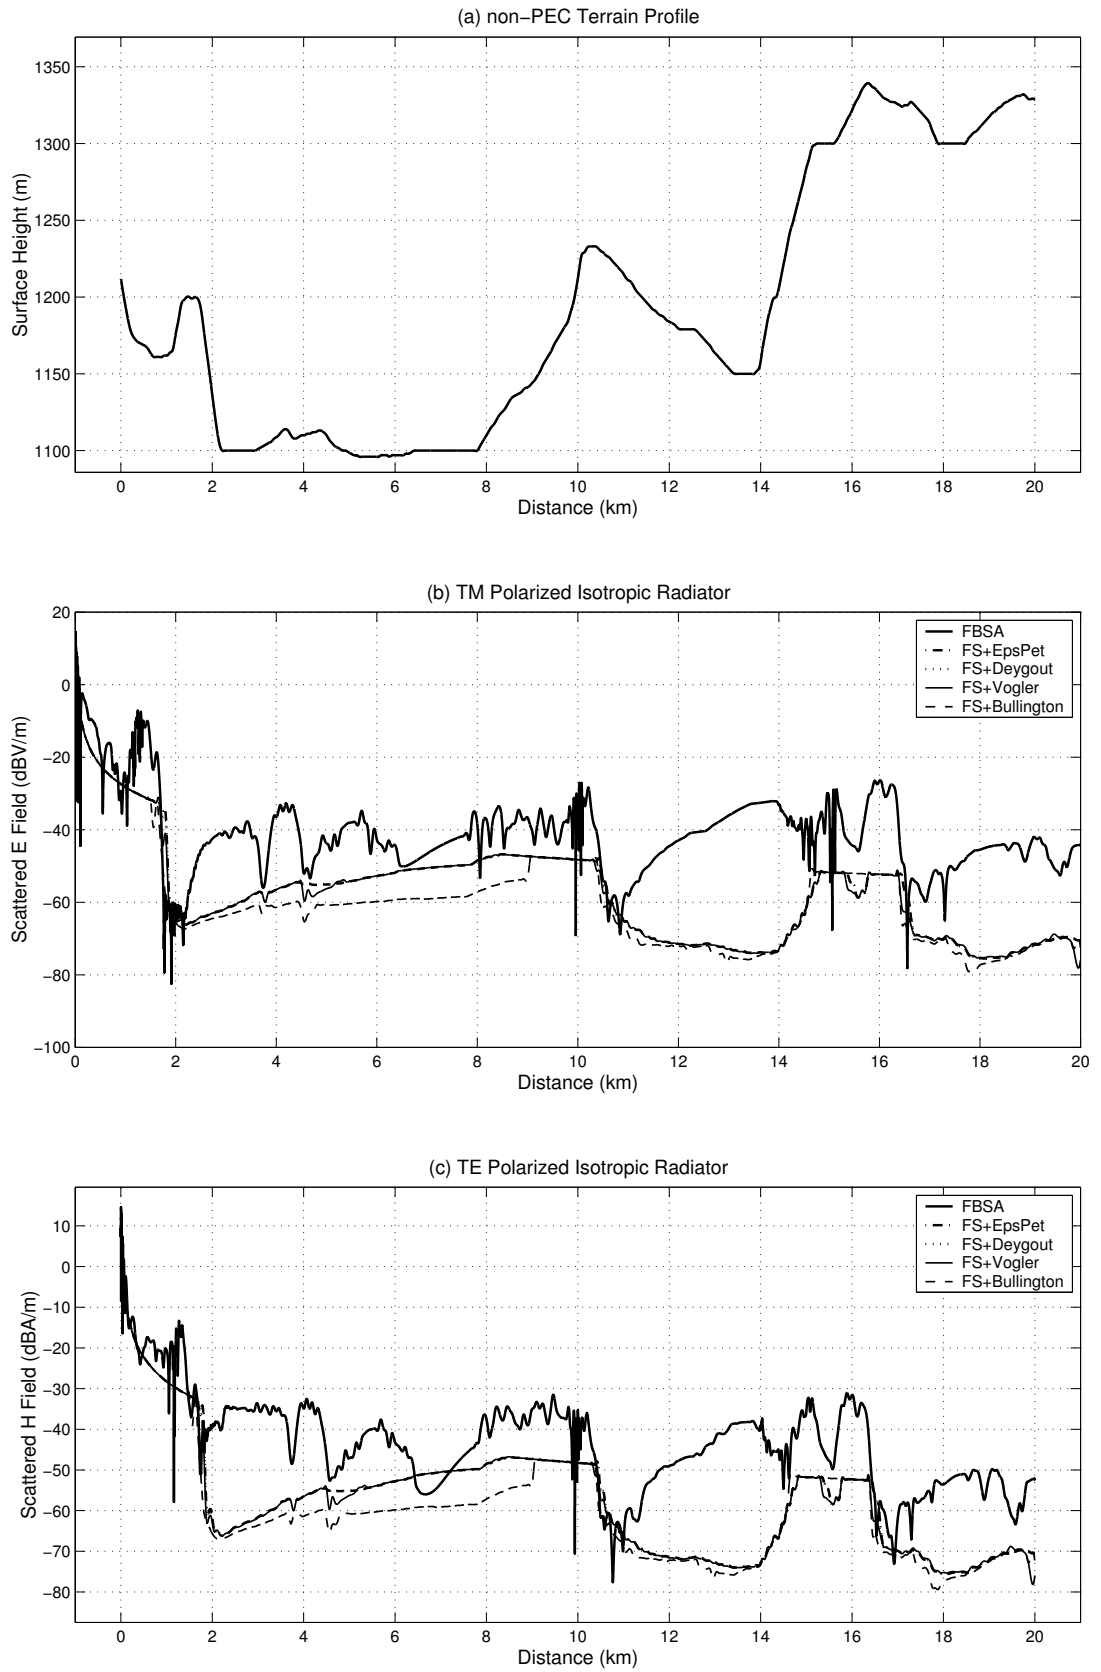 (a) non−PEC Terrain Profile
1350
1300
1250
1200
1150
1100
Surface Height (m)
0 2 4 6 8 10 12 14 16 18 20
Distance (km)
(b) TM Polarized Isotropic Radiator
20
0
−20
−40
−60
−80
−100
Scattered E Field (dBV/m)
FBSA
FS+EpsPet
FS+Deygout
FS+Vogler
FS+Bullington
0 2 4 6 8 10 12 14 16 18 20
Distance (km)
(c) TE Polarized Isotropic Radiator
10
0
−10
−20
−30
−40
−50
−60
−70
−80
Scattered H Field (dBA/m)
FBSA
FS+EpsPet
FS+Deygout
FS+Vogler
FS+Bullington
0 2 4 6 8 10 12 14 16 18 20
Distance (km)